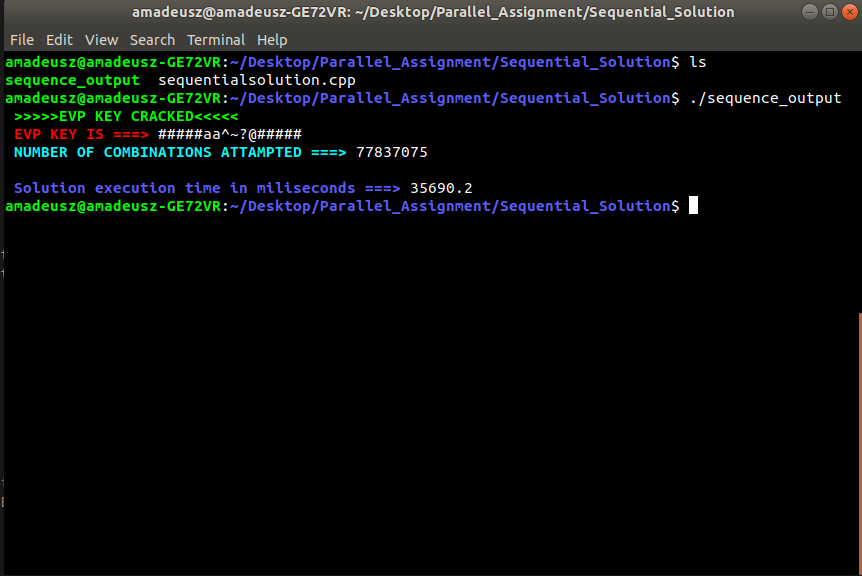 amadeusz@amadeusz-GE72VR: ~/Desktop/Parallel_Assignment/Sequential_Solution
File Edit View Search Terminal Help
amadeusz@amadeusz-GE72VR:~/Desktop/Parallel_Assignment/Sequential_Solution$ ls
sequence_output  sequentialsolution.cpp
amadeusz@amadeusz-GE72VR:~/Desktop/Parallel_Assignment/Sequential_Solution$ ./sequence_output
>>>>>EVP KEY CRACKED<<<<<
EVP KEY IS ===> #####aa^~?@#####
NUMBER OF COMBINATIONS ATTAMPTED ===> 77837075
Solution execution time in miliseconds ===> 35690.2
amadeusz@amadeusz-GE72VR:~/Desktop/Parallel_Assignment/Sequential_Solution$